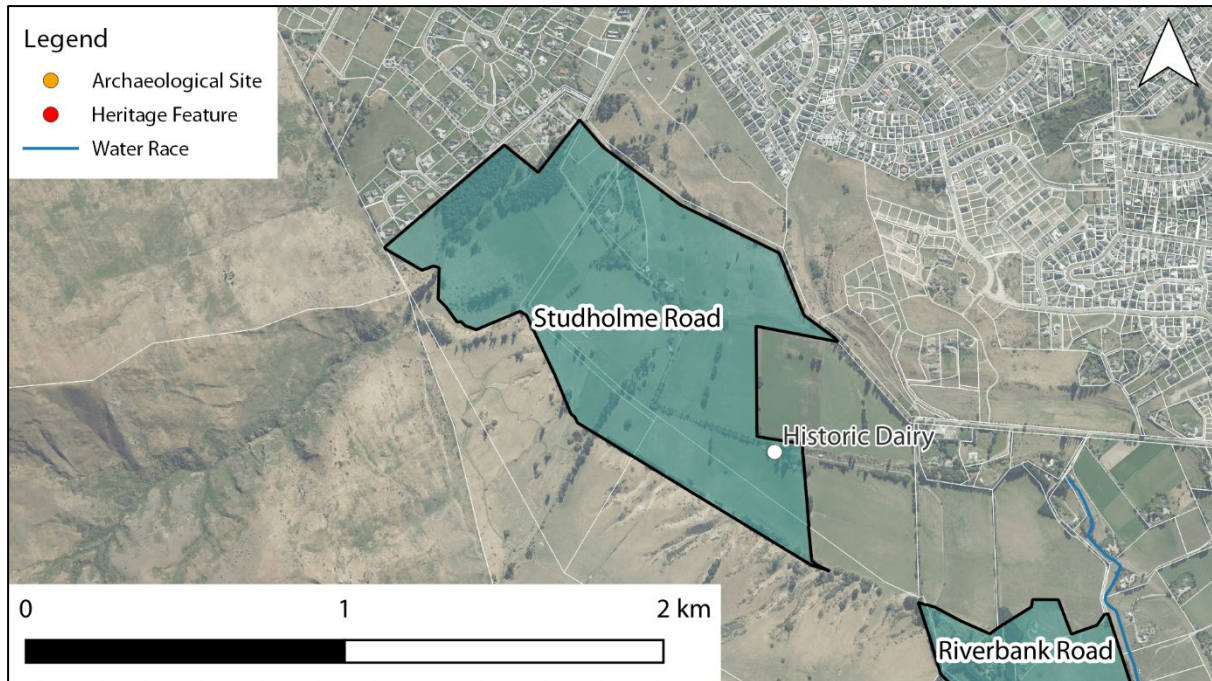 Legend
Archaeological Site
Heritage Feature
Water Race
Studholme Road
Historic Dairy
Riverbank Road
0 1 2 km